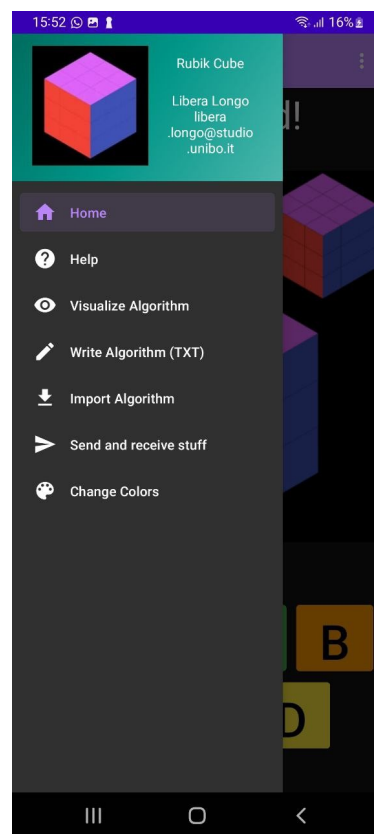 15:52
16%
Rubik Cube
Libera Longo
libera
.longo@studio
.unibo.it
d!
Home
Help
Visualize Algorithm
Write Algorithm (TXT)
Import Algorithm
Send and receive stuff
Change Colors
B
D